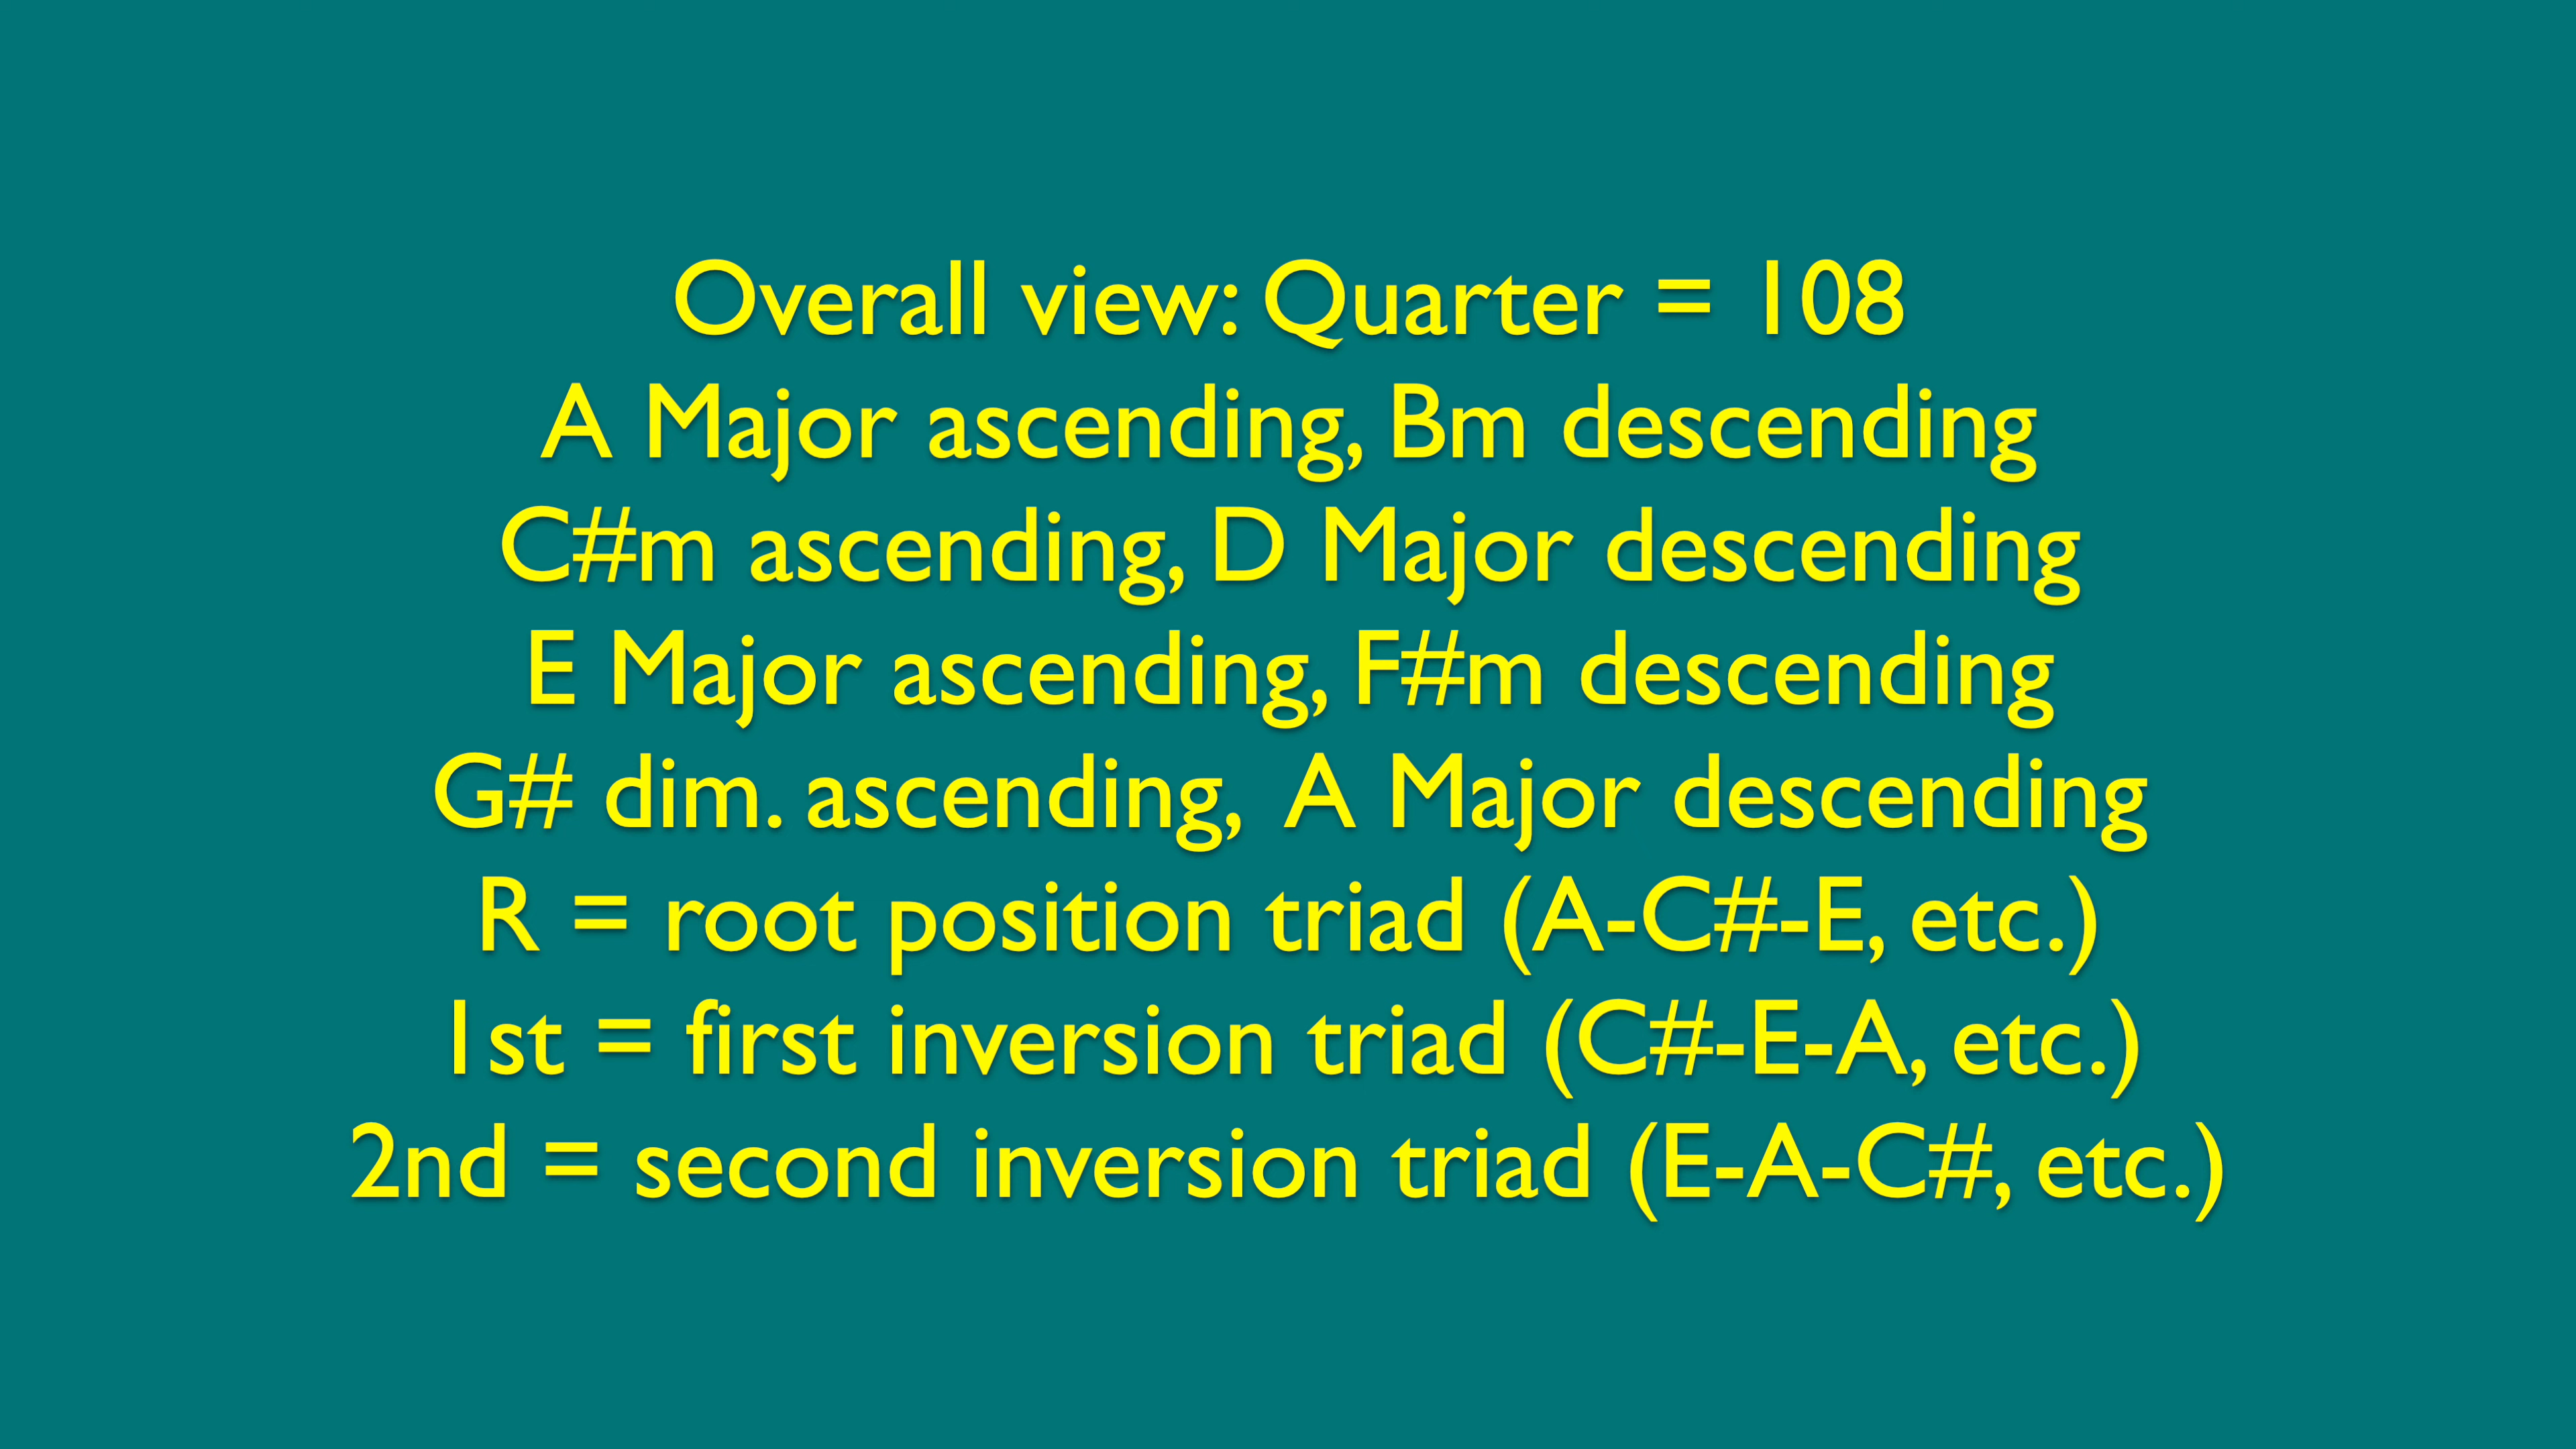 Overall view: Quarter = 108
A Major ascending, Bm descending
C#m ascending, D Major descending
E Major ascending, F#m descending
G# dim. ascending, A Major descending
R = root position triad (A-C#-E, etc.)
1st = first inversion triad (C#-E-A, etc.)
2nd = second inversion triad (E-A-C#, etc.)